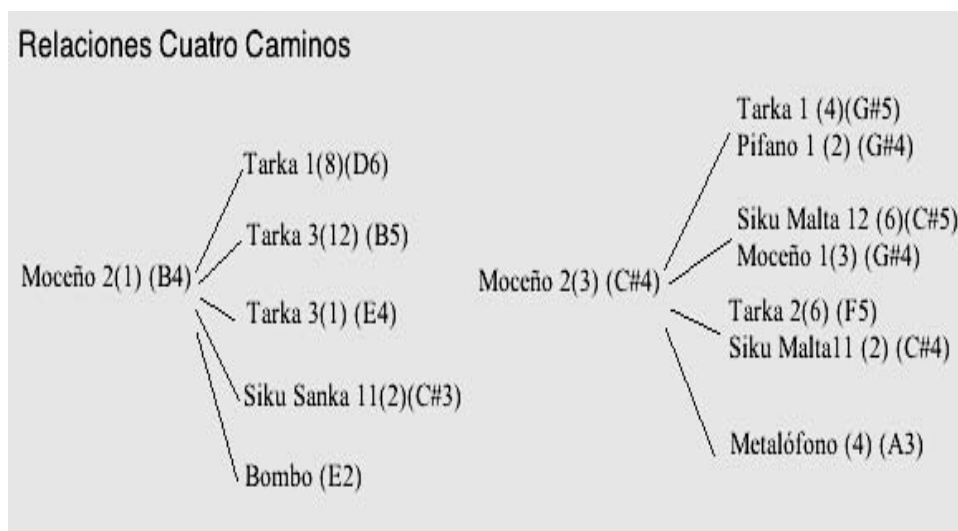 Relaciones Cuatro Caminos
Moceño 2(1) (B4)
Tarka 1(8)(D6)
Tarka 3(12) (B5)
Tarka 3(1) (E4)
Siku Sanka 11(2)(C#3)
Bombo (E2)
Moceño 2(3) (C#4)
Tarka 1 (4)(G#5)
Pifano 1 (2) (G#4)
Siku Malta 12 (6)(C#5)
Moceño 1(3) (G#4)
Tarka 2(6) (F5)
Siku Malta11 (2) (C#4)
Metalófono (4) (A3)